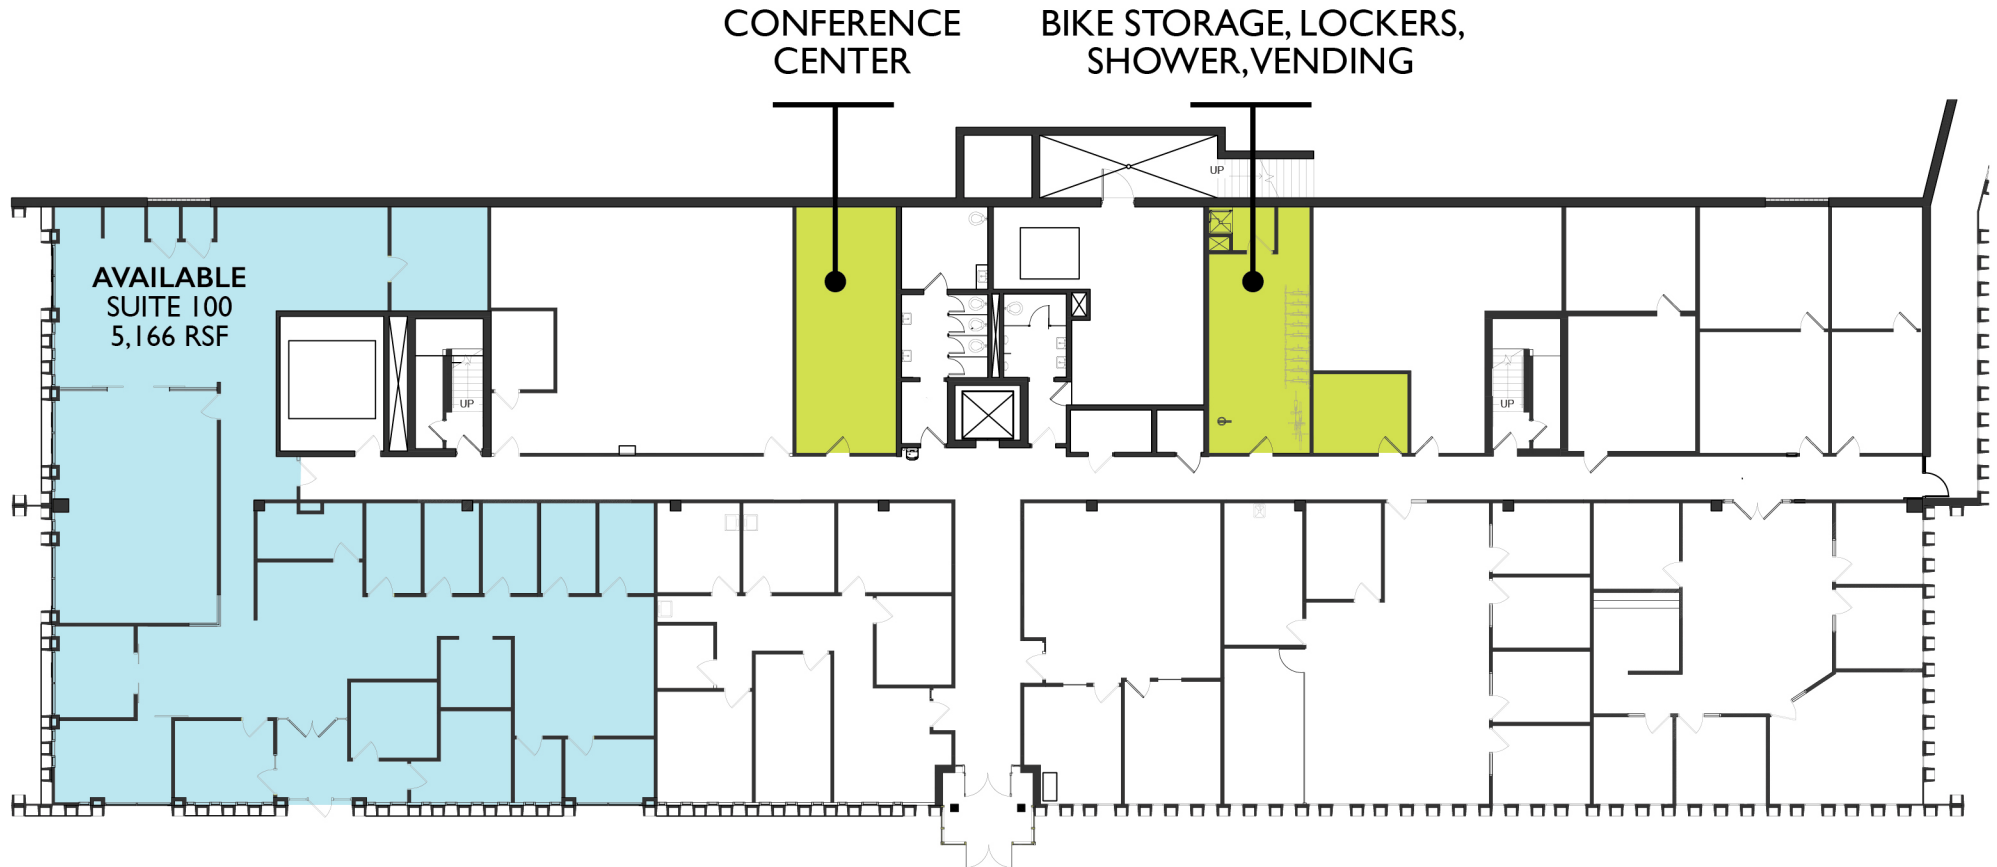 CONFERENCE
CENTER
BIKE STORAGE, LOCKERS,
SHOWER, VENDING
UP
AVAILABLE
SUITE 100
5,166 RSF
UP
UP